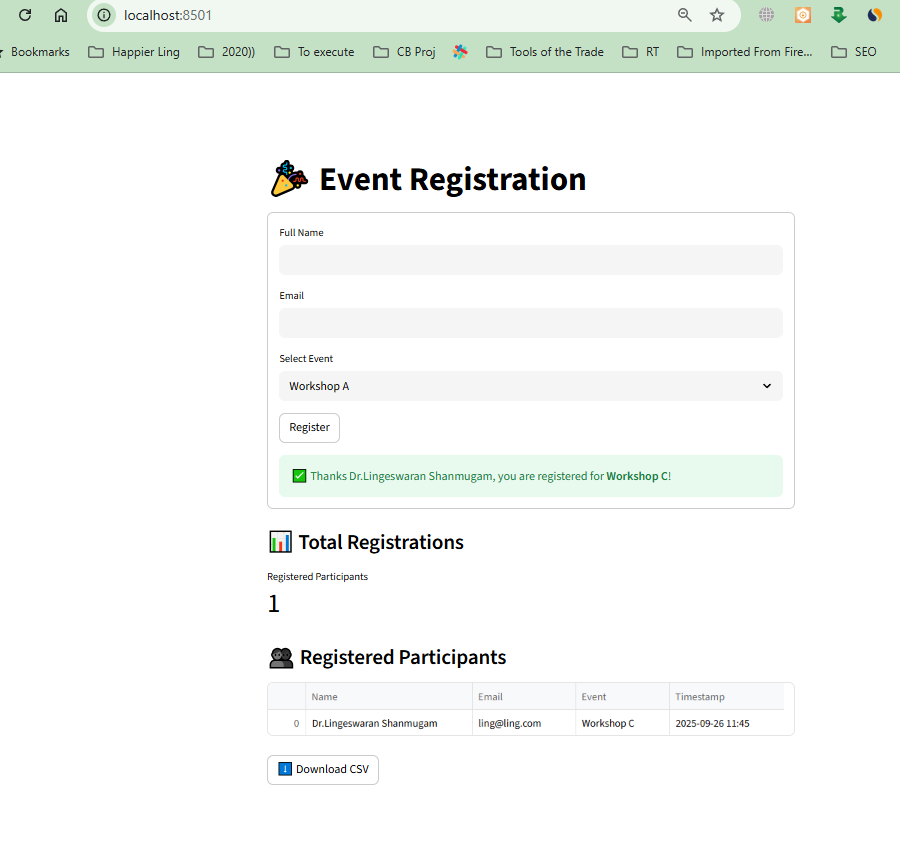 localhost:8501
Bookmarks Happier Ling 2020)) To execute CB Proj Tools of the Trade RT Imported From Fire... SEO
Event Registration
Full Name
Email
Select Event
Workshop A
Register
Thanks Dr.Lingeswaran Shanmugam, you are registered for Workshop C!
Total Registrations
Registered Participants
1
Registered Participants
Name Email Event Timestamp
0 Dr.Lingeswaran Shanmugam ling@ling.com Workshop C 2025-09-26 11:45
Download CSV